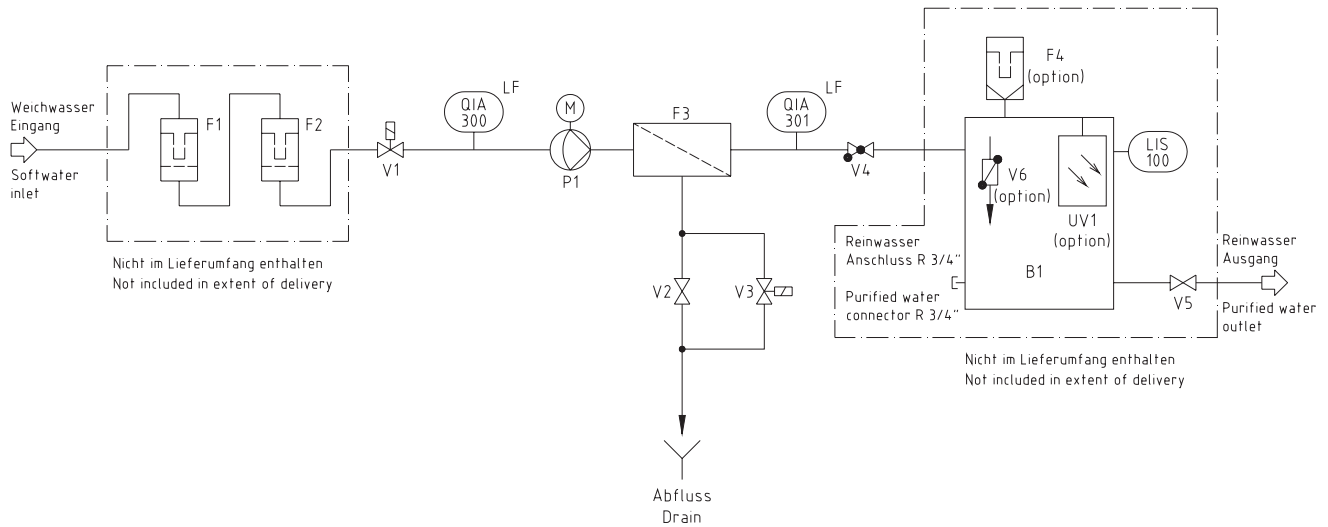 Weichwasser
Eingang
Softwater
inlet
F1
F2
Nicht im Lieferumfang enthalten
Not included in extent of delivery
V1
QIA
300
LF
M
P1
F3
QIA
301
LF
V4
V2
V3
Abfluss
Drain
F4
(option)
V6
(option)
UV1
(option)
LIS
100
B1
Reinwasser
Anschluss R 3/4"
Purified water
connector R 3/4"
V5
Reinwasser
Ausgang
Purified water
outlet
Nicht im Lieferumfang enthalten
Not included in extent of delivery